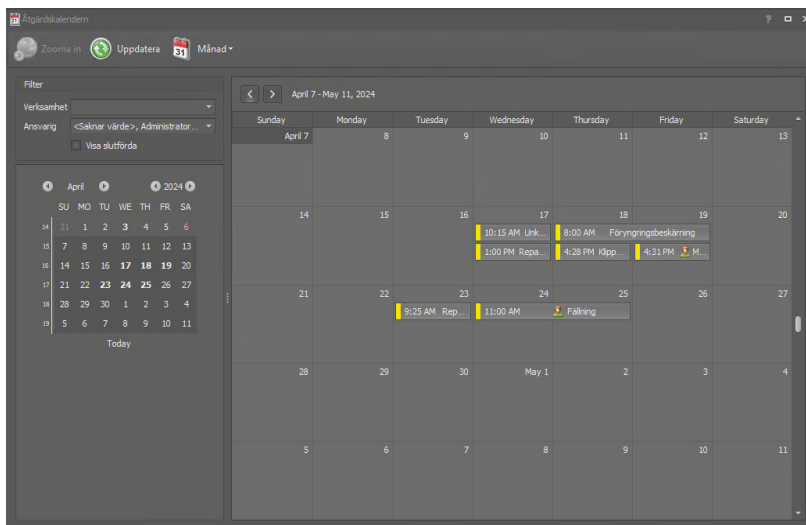 Åtgärdskalendern
Zooma in Uppdatera Månad
Filter
Verksamhet
Ansvarig <Saknar värde>, Administrator...
Visa slutförda
April 2024
SU MO TU WE TH FR SA
14 31 1 2 3 4 5 6
15 7 8 9 10 11 12 13
16 14 15 16 17 18 19 20
17 21 22 23 24 25 26 27
18 28 29 30 1 2 3 4
19 5 6 7 8 9 10 11
Today
April 7 - May 11, 2024
Sunday Monday Tuesday Wednesday Thursday Friday Saturday
April 7 8 9 10 11 12 13
14 15 16 17 18 19 20
10:15 AM Unk... 8:00 AM Föryngringsbeskärning
1:00 PM Repa... 4:28 PM Klipp... 4:31 PM M...
21 22 23 24 25 26 27
9:25 AM Rep... 11:00 AM Fällning
28 29 30 May 1 2 3 4
5 6 7 8 9 10 11